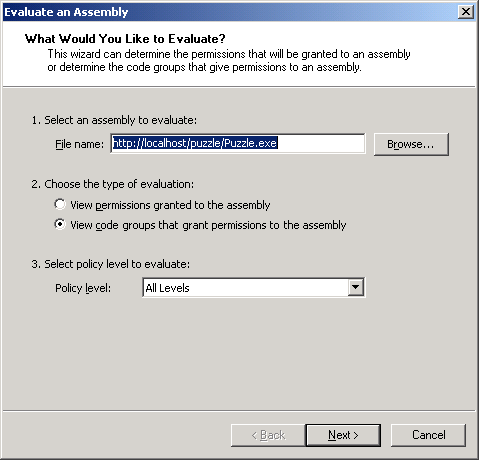 Evaluate an Assembly
What Would You Like to Evaluate?
This wizard can determine the permissions that will be granted to an assembly
or determine the code groups that give permissions to an assembly.
1. Select an assembly to evaluate:
File name: http://localhost/puzzle/Puzzle.exe Browse...
2. Choose the type of evaluation:
View permissions granted to the assembly
View code groups that grant permissions to the assembly
3. Select policy level to evaluate:
Policy level: All Levels
< Back Next > Cancel